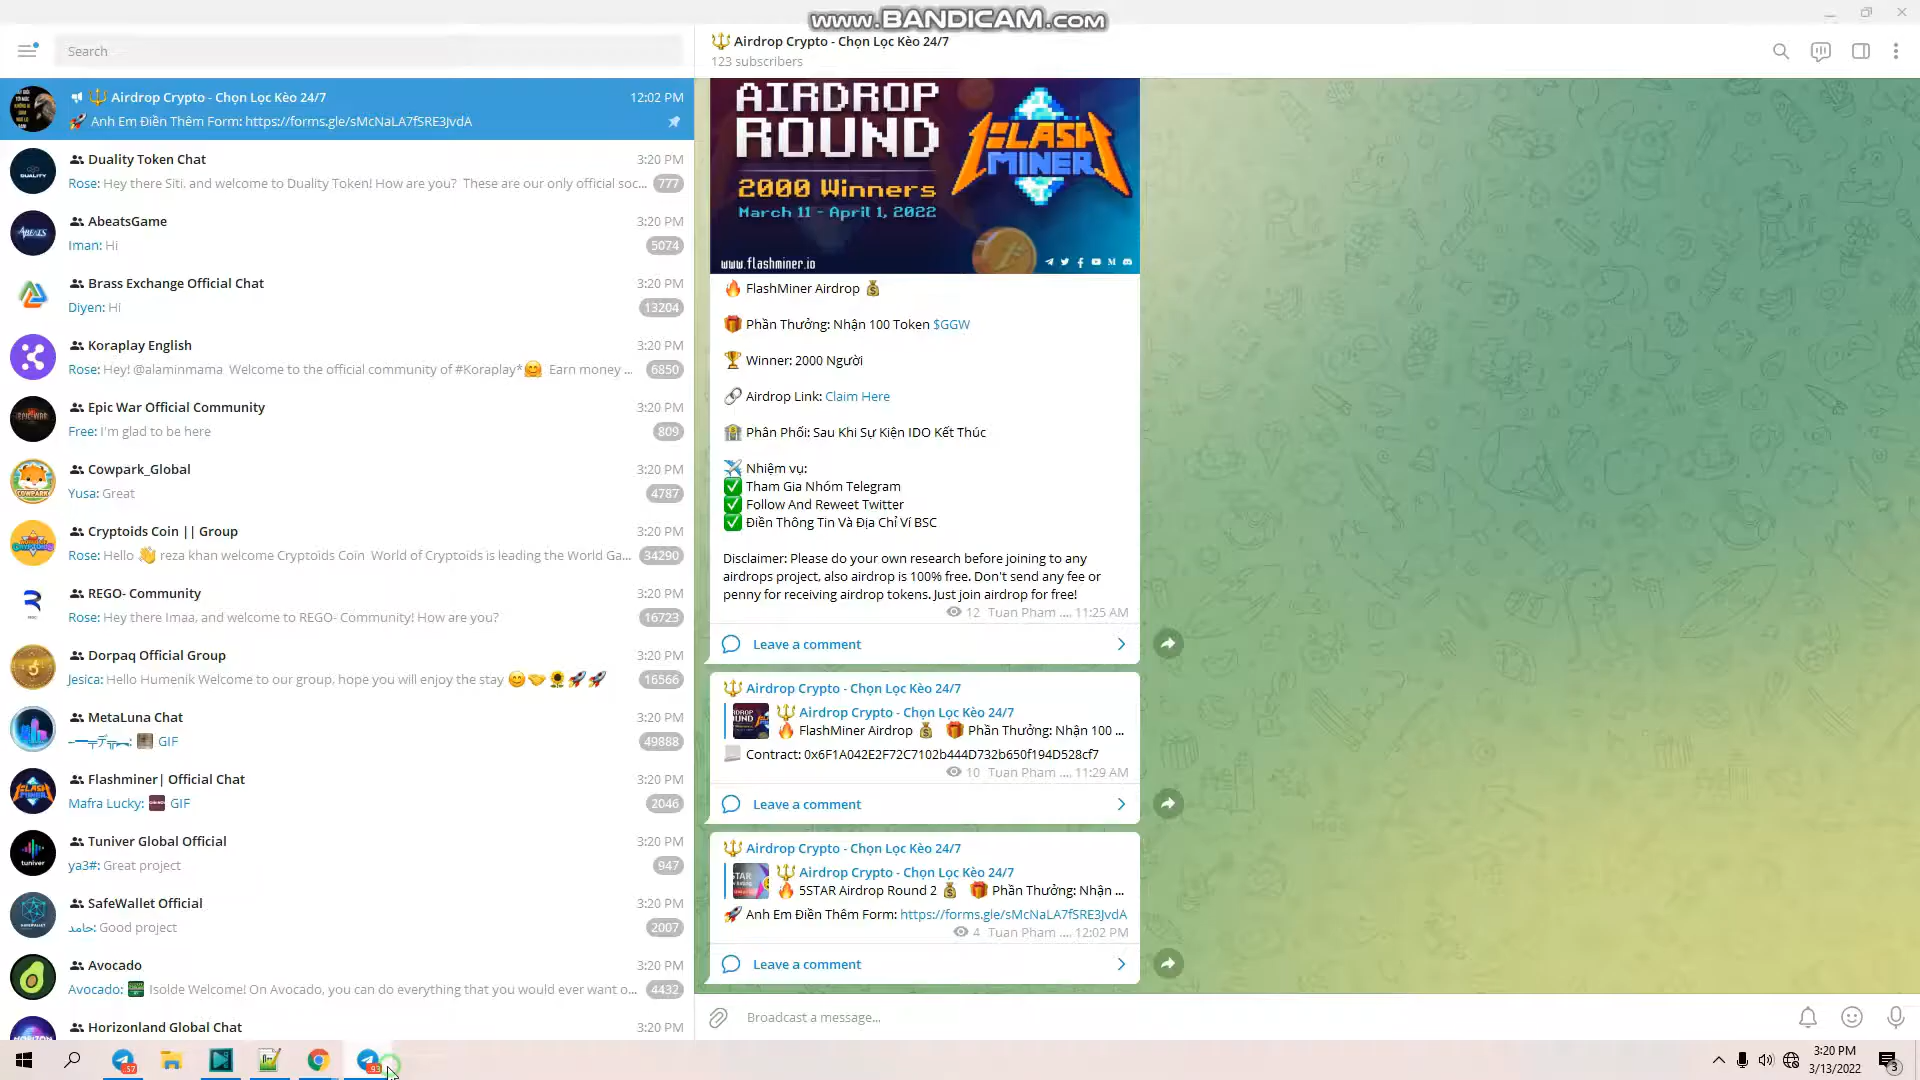 www.BANDICAM.com
Search
Airdrop Crypto - Chọn Lọc Kèo 24/7
12:02 PM
Anh Em Điền Thêm Form: https://forms.gle/sMcNaLA7fSRE3JvdA
Duality Token Chat
3:20 PM
Rose: Hey there Siti, and welcome to Duality Token! How are you? These are our only official soc...
777
AbeatsGame
3:20 PM
Iman: Hi
5074
Brass Exchange Official Chat
3:20 PM
Diyen: Hi
13204
Koraplay English
3:20 PM
Rose: Hey! @alaminmama Welcome to the official community of #Koraplay* Earn money ...
6850
Epic War Official Community
3:20 PM
Free: I'm glad to be here
809
Cowpark_Global
3:20 PM
Yusa: Great
4787
Cryptoids Coin || Group
3:20 PM
Rose: Hello 👋 reza khan welcome Cryptoids Coin World of Cryptoids is leading the World Ga...
34290
REGO- Community
3:20 PM
Rose: Hey there Imaa, and welcome to REGO- Community! How are you?
16723
Dorpaq Official Group
3:20 PM
Jesica: Hello Humenik Welcome to our group, hope you will enjoy the stay 😊🤝🌻🚀🚀
16566
MetaLuna Chat
3:20 PM
GIF
49888
Flashminer| Official Chat
3:20 PM
Mafra Lucky: GIF
2046
Tuniver Global Official
3:20 PM
ya3#: Great project
947
SafeWallet Official
3:20 PM
حامد: Good project
2007
Avocado
3:20 PM
Avocado: Isolde Welcome! On Avocado, you can do everything that you would ever want o...
4432
Horizonland Global Chat
3:20 PM
Airdrop Crypto - Chọn Lọc Kèo 24/7
123 subscribers
AIRDROP
ROUND
FLASH
MINER
2000 Winners
March 11 - April 1, 2022
www.flashminer.io
🔥 FlashMiner Airdrop 💰
🎁 Phần Thưởng: Nhận 100 Token $GGW
🏆 Winner: 2000 Người
🔗 Airdrop Link: Claim Here
🏦 Phân Phối: Sau Khi Sự Kiện IDO Kết Thúc
✈️ Nhiệm vụ:
✅ Tham Gia Nhóm Telegram
✅ Follow And Reweet Twitter
✅ Điền Thông Tin Và Địa Chỉ Ví BSC
Disclaimer: Please do your own research before joining to any
airdrops project, also airdrop is 100% free. Don't send any fee or
penny for receiving airdrop tokens. Just join airdrop for free!
12 Tuan Pham .... 11:25 AM
Leave a comment
Airdrop Crypto - Chọn Lọc Kèo 24/7
Airdrop Crypto - Chọn Lọc Kèo 24/7
🔥 FlashMiner Airdrop 💰 🎁 Phần Thưởng: Nhận 100 ...
Contract: 0x6F1A042E2F72C7102b444D732b650f194D528cf7
10 Tuan Pham .... 11:29 AM
Leave a comment
Airdrop Crypto - Chọn Lọc Kèo 24/7
Airdrop Crypto - Chọn Lọc Kèo 24/7
🔥 5STAR Airdrop Round 2 💰 🎁 Phần Thưởng: Nhận ...
🚀 Anh Em Điền Thêm Form: https://forms.gle/sMcNaLA7fSRE3JvdA
4 Tuan Pham .... 12:02 PM
Leave a comment
Broadcast a message...
57
93
3:20 PM
3/13/2022
3